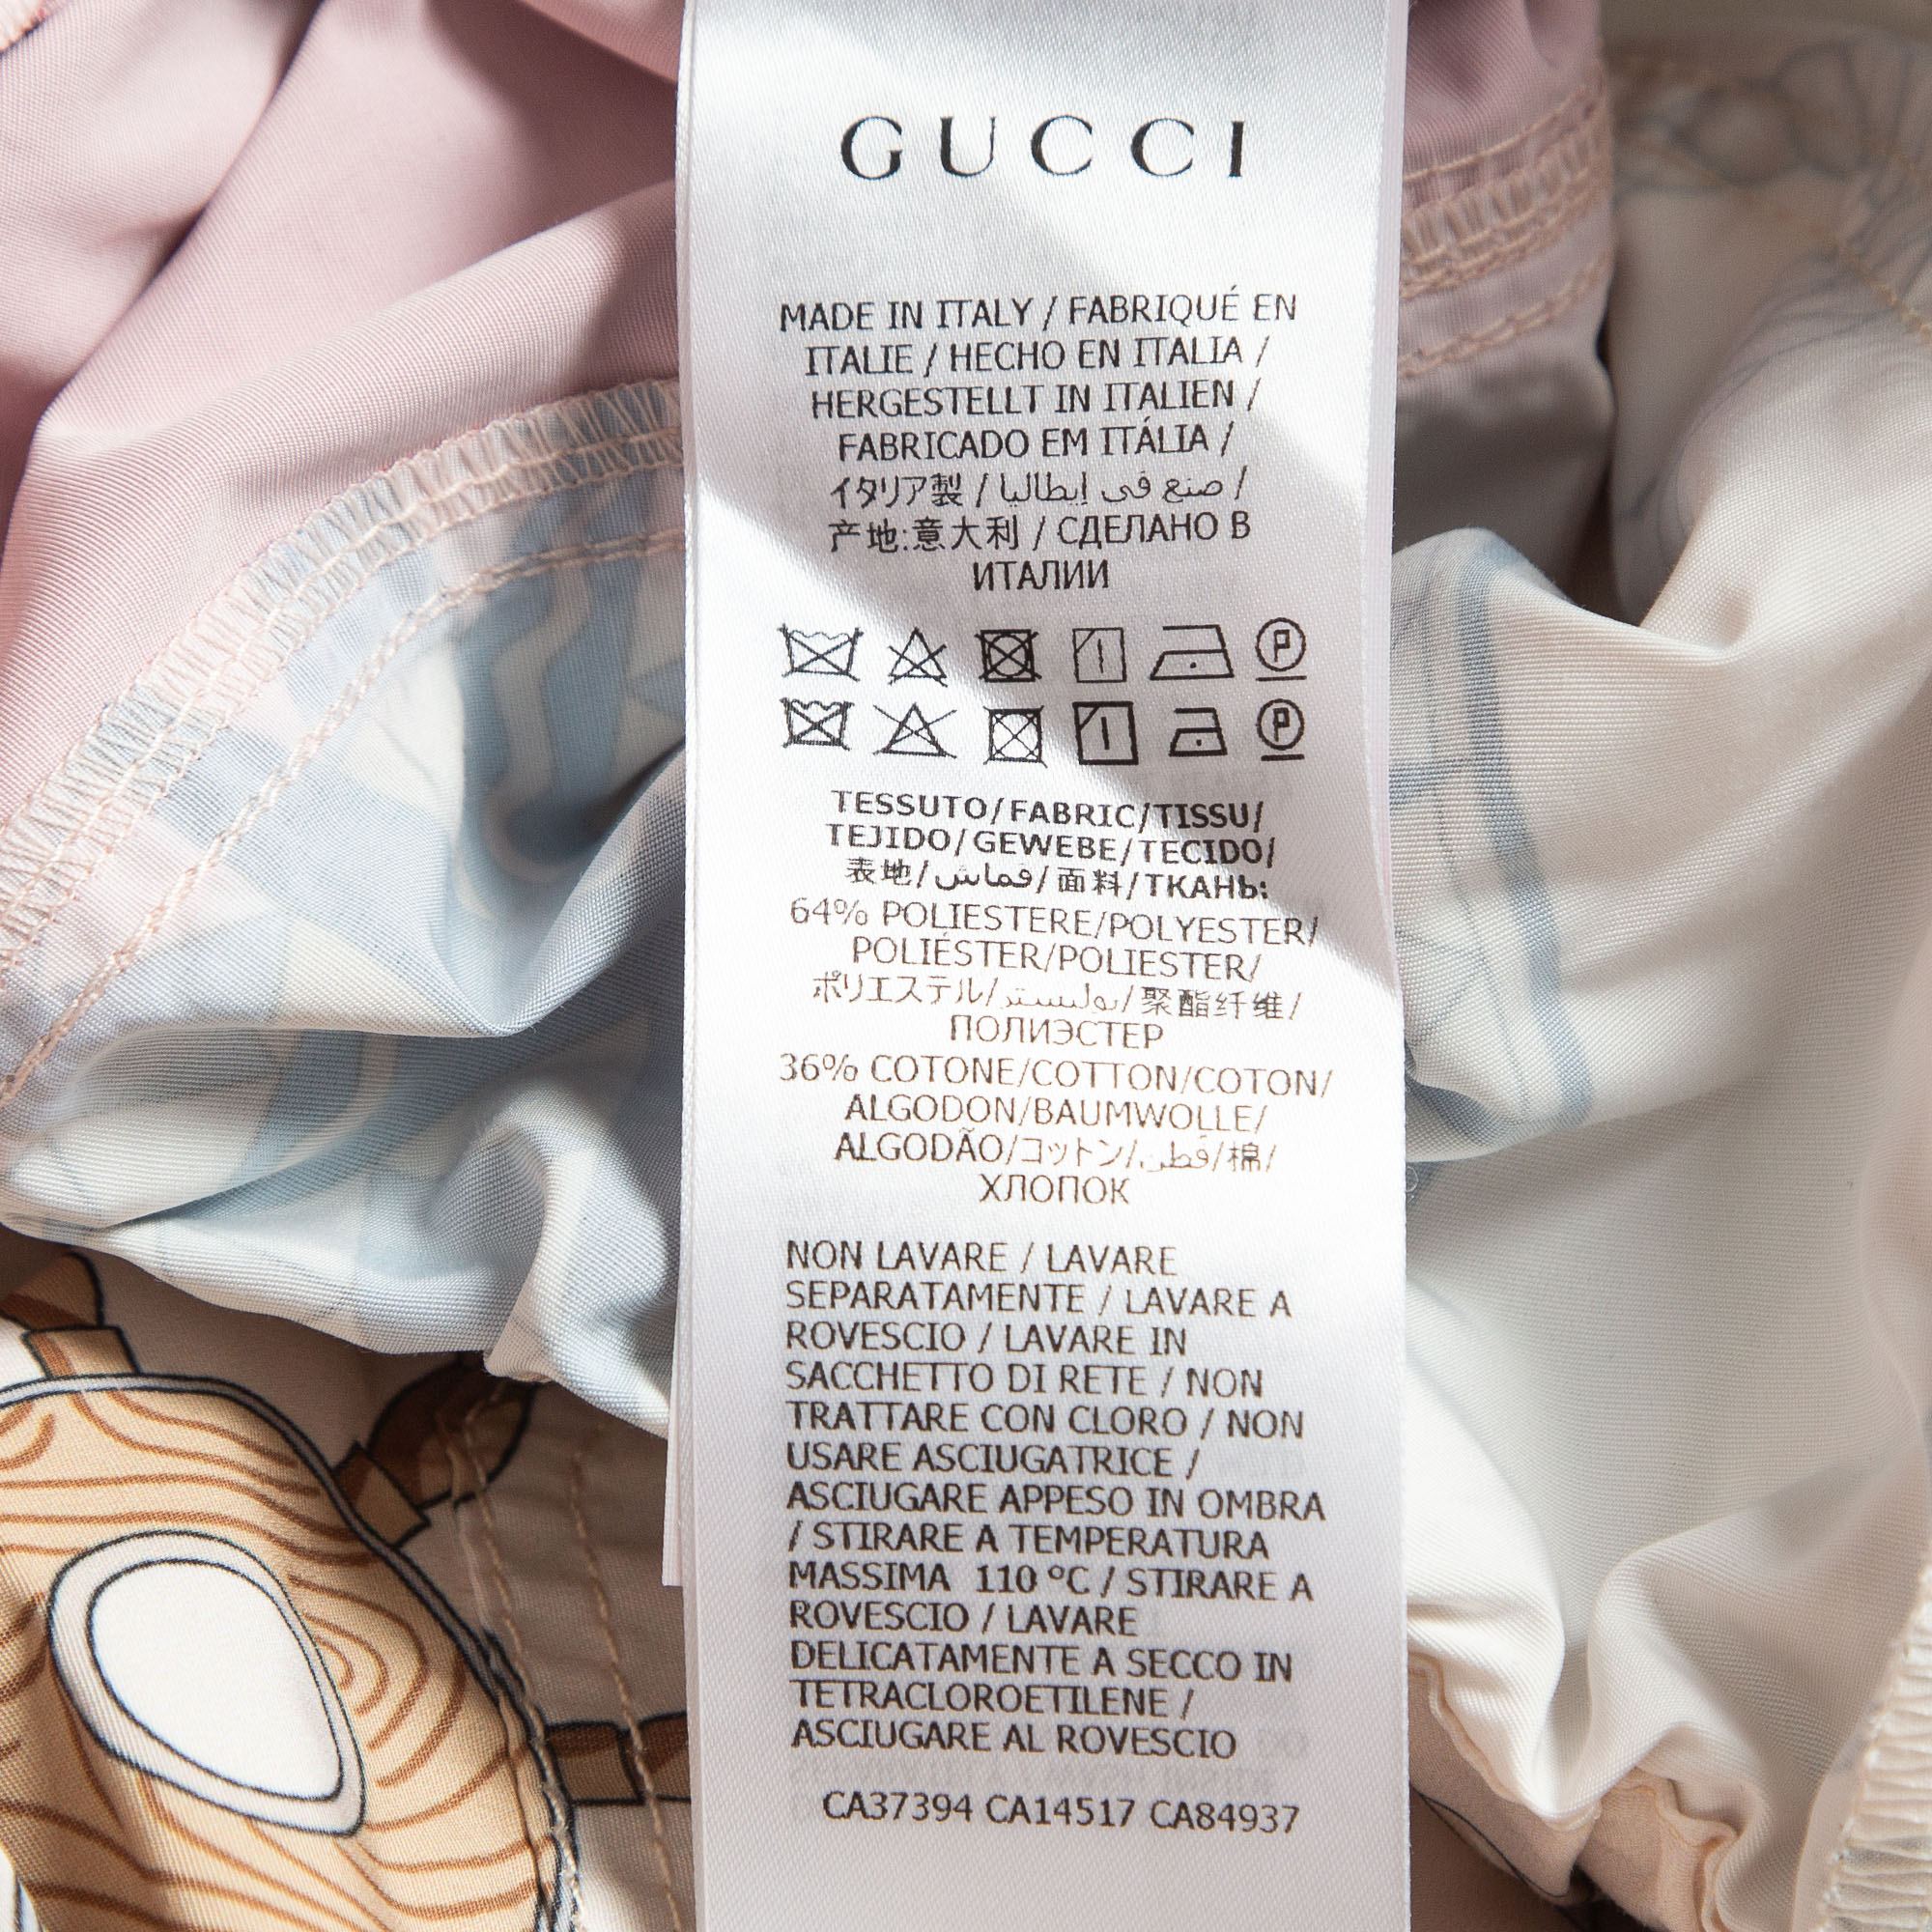 GUCCI
MADE IN ITALY / FABRIQUÉ EN
ITALIE / HECHO EN ITALIA /
HERGESTELLT IN ITALIEN /
FABRICADO EM ITÁLIA /
イタリア製 / صنع في إيطاليا /
产地:意大利 / СДЕЛАНО В
ИТАЛИИ
TESSUTO/FABRIC/TISSU/
TEJIDO/GEWEBE/TECIDO/
表地/قماش/面料/ТКАНЬ:
64% POLIESTERE/POLYESTER/
POLIÉSTER/POLIESTER/
ポリエステル/بوليستر/聚酯纤维/
ПОЛИЭСТЕР
36% COTONE/COTTON/COTON/
ALGODON/BAUMWOLLE/
ALGODÃO/コットン/قطن/棉/
ХЛОПОК
NON LAVARE / LAVARE
SEPARATAMENTE / LAVARE A
ROVESCIO / LAVARE IN
SACCHETTO DI RETE / NON
TRATTARE CON CLORO / NON
USARE ASCIUGATRICE /
ASCIUGARE APPESO IN OMBRA
/ STIRARE A TEMPERATURA
MASSIMA 110 °C / STIRARE A
ROVESCIO / LAVARE
DELICATAMENTE A SECCO IN
TETRACLOROETILENE /
ASCIUGARE AL ROVESCIO
CA37394 CA14517 CA84937